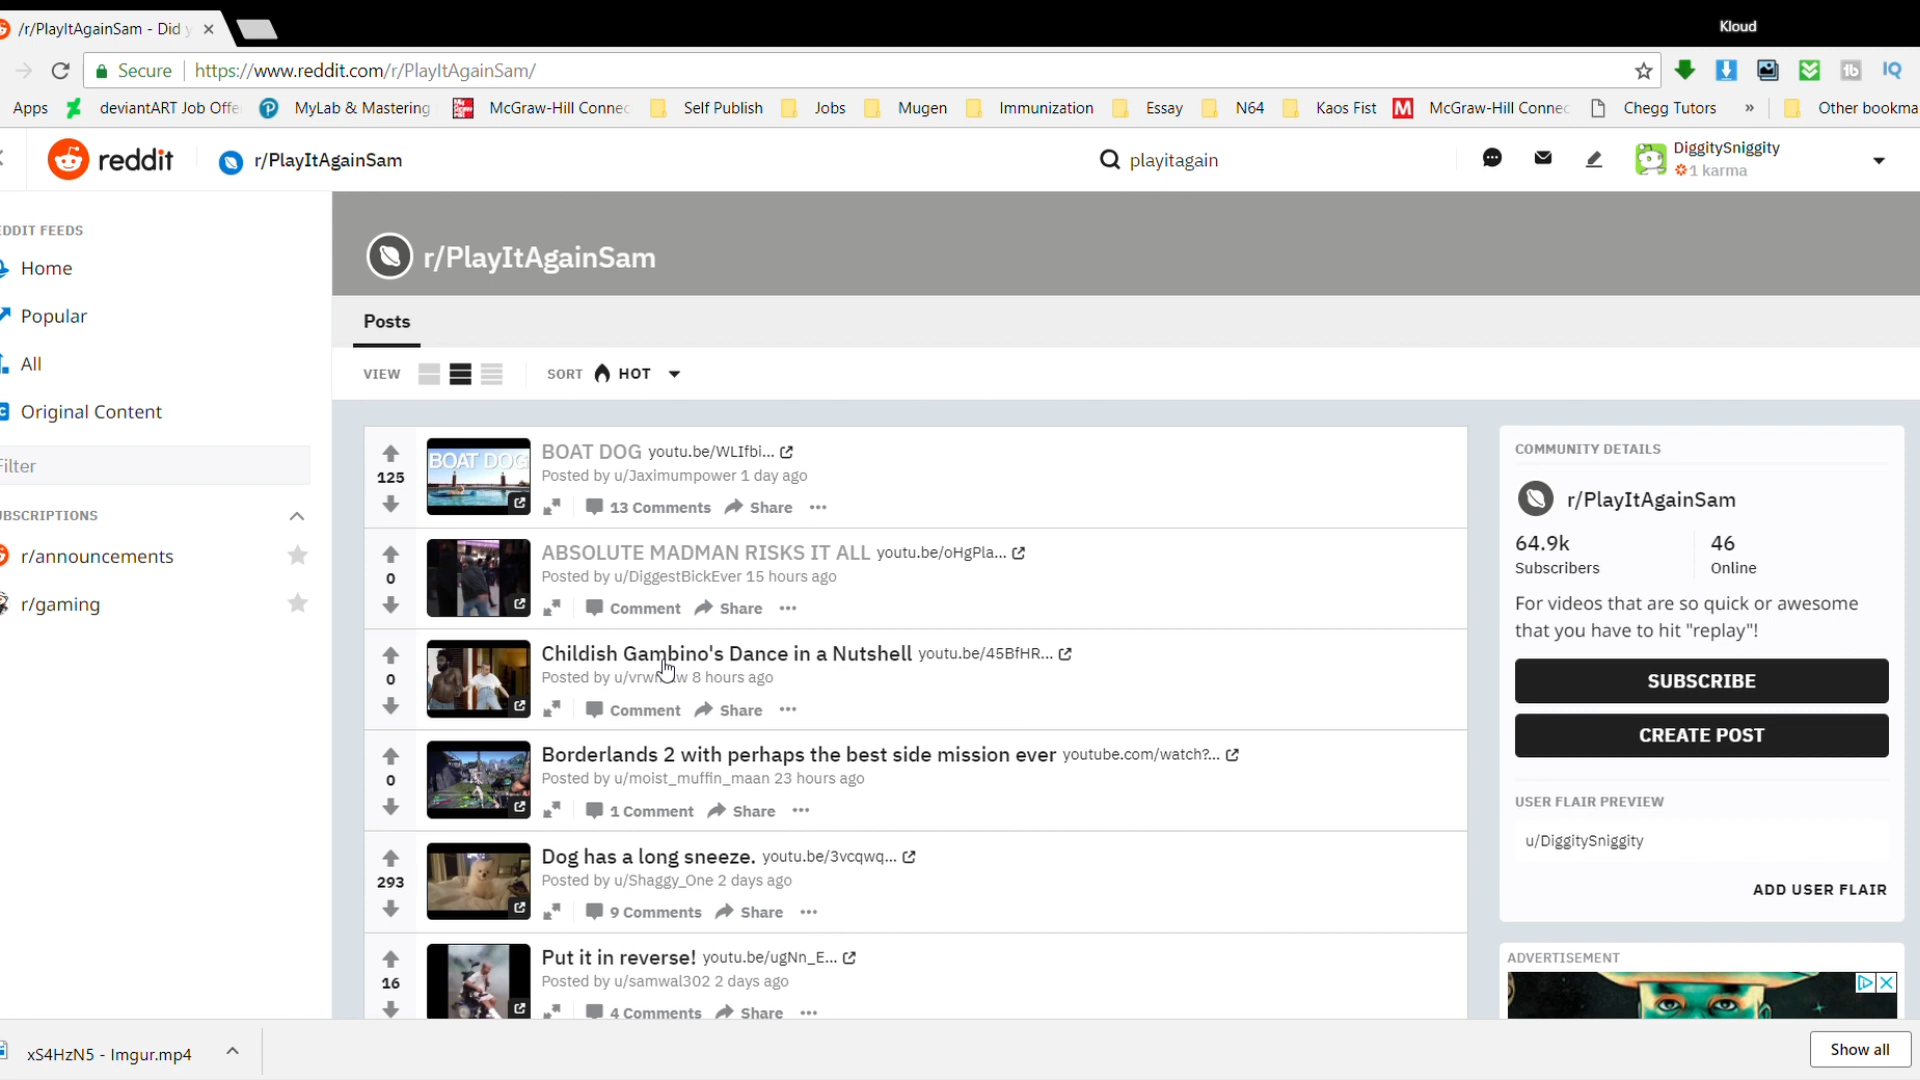 /r/PlayItAgainSam - Did
Kloud
Secure
https://www.reddit.com/r/PlayItAgainSam/
Apps
deviantART Job Offe
MyLab & Mastering
McGraw-Hill Connec
Self Publish
Jobs
Mugen
Immunization
Essay
N64
Kaos Fist
McGraw-Hill Connec
Chegg Tutors
»
Other bookma
reddit
r/PlayItAgainSam
playitagain
DiggitySniggity
1 karma
EDDIT FEEDS
Home
Popular
All
Original Content
Filter
UBSCRIPTIONS
r/announcements
r/gaming
r/PlayItAgainSam
Posts
VIEW
SORT
HOT
125
BOAT DOG
BOAT DOG youtu.be/WLIfbi...
Posted by u/Jaximumpower 1 day ago
13 Comments
Share
0
ABSOLUTE MADMAN RISKS IT ALL youtu.be/oHgPla...
Posted by u/DiggestBickEver 15 hours ago
Comment
Share
0
Childish Gambino's Dance in a Nutshell youtu.be/45BfHR...
Posted by 8 hours ago
Comment
Share
0
Borderlands 2 with perhaps the best side mission ever youtube.com/watch?...
Posted by u/moist_muffin_maan 23 hours ago
1 Comment
Share
293
Dog has a long sneeze. youtu.be/3vcqwq...
Posted by u/Shaggy_One 2 days ago
9 Comments
Share
16
Put it in reverse! youtu.be/ugNn_E...
Posted by u/samwal302 2 days ago
4 Comments
Share
COMMUNITY DETAILS
r/PlayItAgainSam
64.9k
Subscribers
46
Online
For videos that are so quick or awesome
that you have to hit "replay"!
SUBSCRIBE
CREATE POST
USER FLAIR PREVIEW
u/DiggitySniggity
ADD USER FLAIR
ADVERTISEMENT
xS4HzN5 - Imgur.mp4
Show all